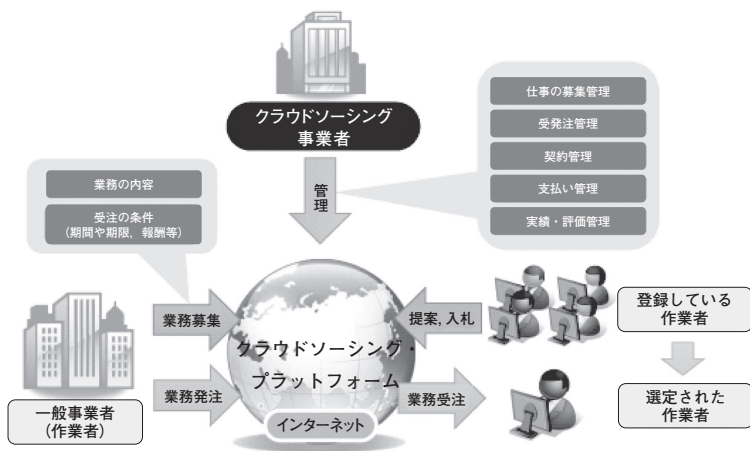 クラウドソーシング
事業者
仕事の募集管理
受発注管理
契約管理
支払い管理
実績・評価管理
管
理
業務の内容
受注の条件
(期間や期限, 報酬等)
業務募集
提案, 入札
登録している
作業者
クラウドソーシング・
プラットフォーム
業務発注
業務受注
選定された
作業者
一般事業者
(作業者)
インターネット